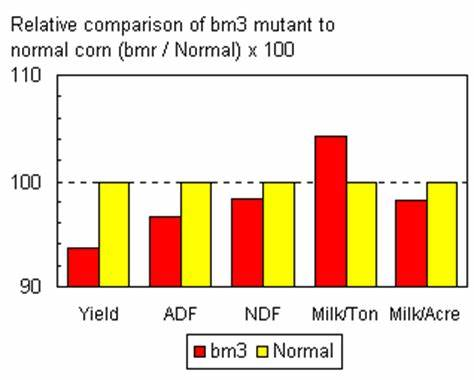 Relative comparison of bm3 mutant to
normal corn (bmr / Normal) x 100
110
100
90
Yield ADF NDF Milk/Ton Milk/Acre
bm3 Normal